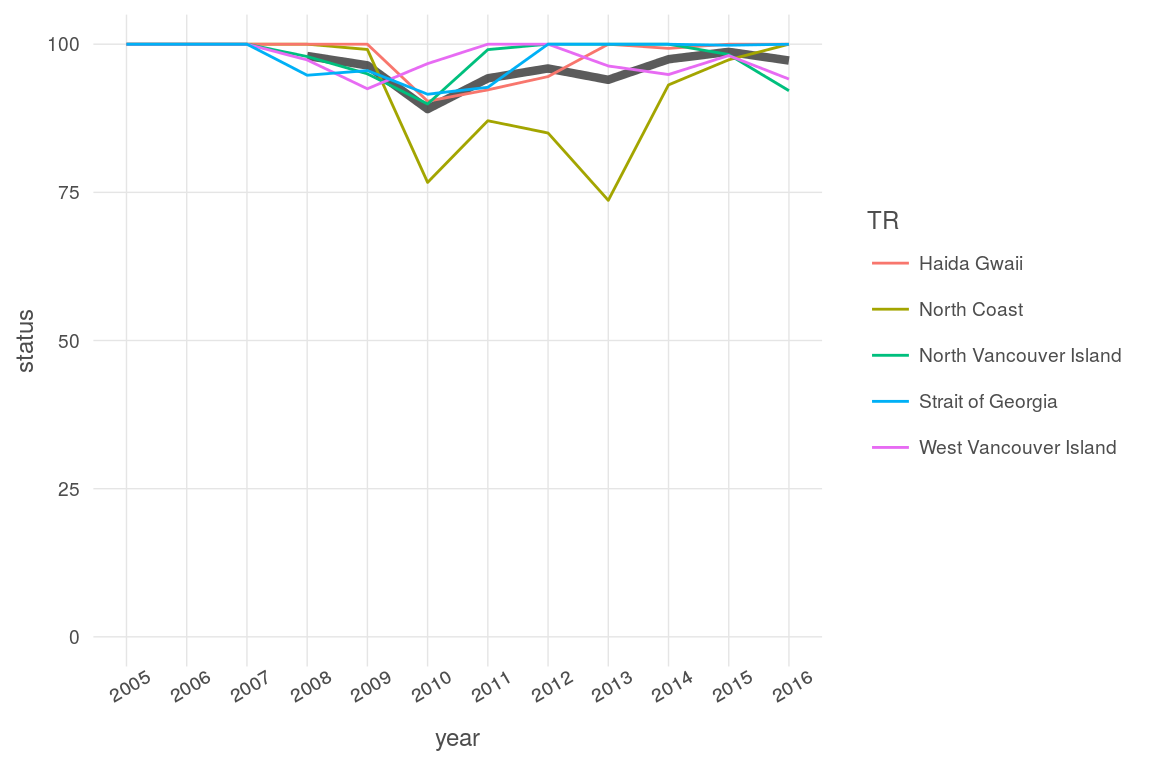 100
75
50
25
0
status
2005
2006
2007
2008
2009
2010
2011
2012
2013
2014
2015
2016
year
TR
Haida Gwaii
North Coast
North Vancouver Island
Strait of Georgia
West Vancouver Island